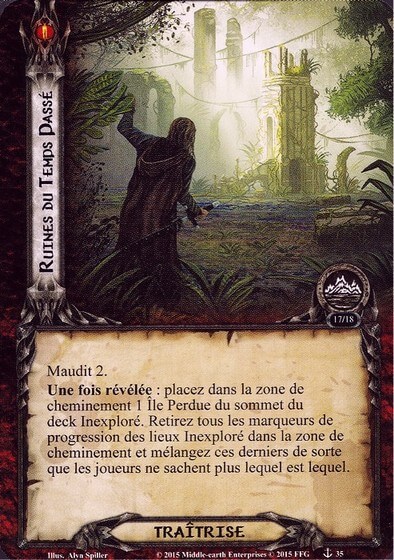 RUINES DU TEMPS PASSÉ
17/18
Maudit 2.
Une fois révélée : placez dans la zone de
cheminement 1 Île Perdue du sommet du
deck Inexploré. Retirez tous les marqueurs de
progression des lieux Inexploré dans la zone de
cheminement et mélangez ces derniers de sorte
que les joueurs ne sachent plus lequel est lequel.
TRAÎTRISE
Illus. Alyn Spiller
© 2015 Middle-earth Enterprises © 2015 FFG
35